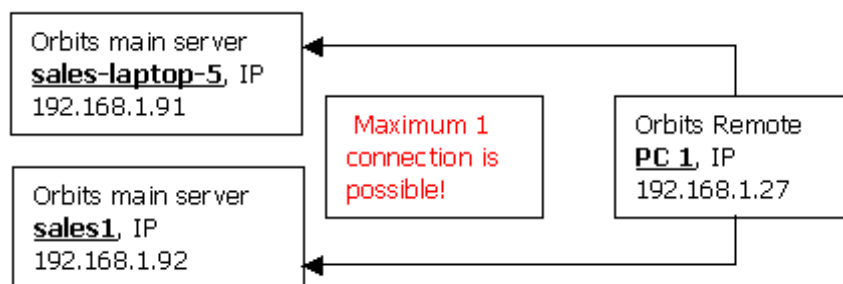 Orbits main server
sales-laptop-5, IP
192.168.1.91
Maximum 1
connection is
possible!
Orbits Remote
PC 1, IP
192.168.1.27
Orbits main server
sales1, IP
192.168.1.92